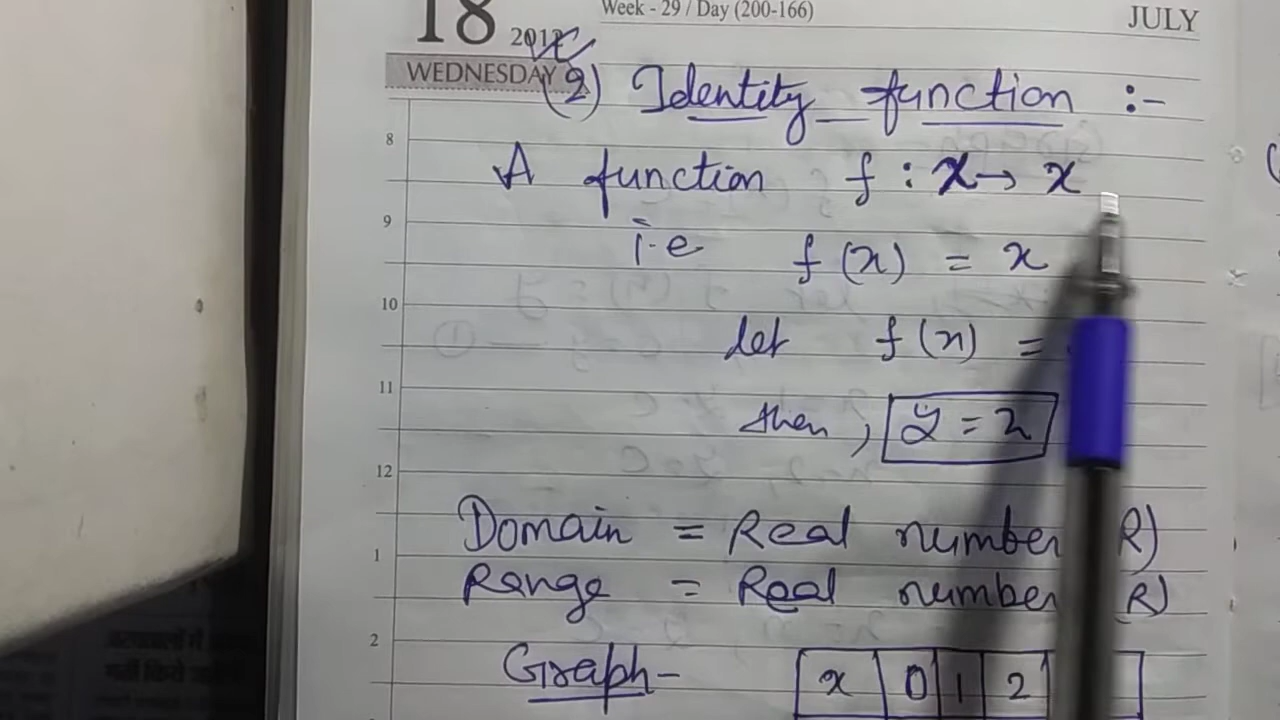 18 2012 Week - 29 / Day (200-166) JULY
WEDNESDAY (2) Identity function :-
8
A function f : x → x
9
i.e f(x) = x
10
let f(x) =
11
then, y = x
12
Domain = Real number R)
1
Range = Real number (R)
2
Graph-
x 0 1 2